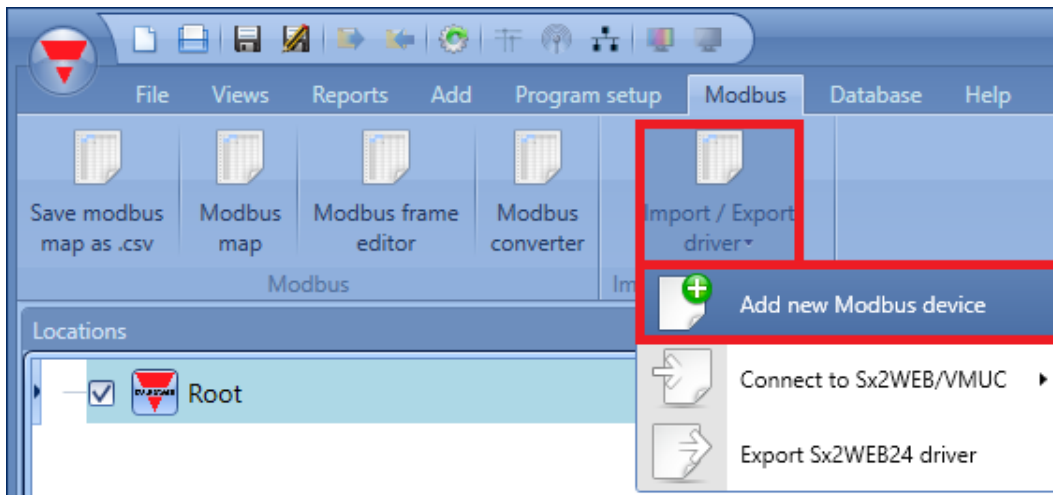 File Views Reports Add Program setup Modbus Database Help
Save modbus map as .csv
Modbus map
Modbus frame editor
Modbus converter
Import / Export driver
Modbus
Im
Add new Modbus device
Connect to Sx2WEB/VMUC
Export Sx2WEB24 driver
Locations
Root